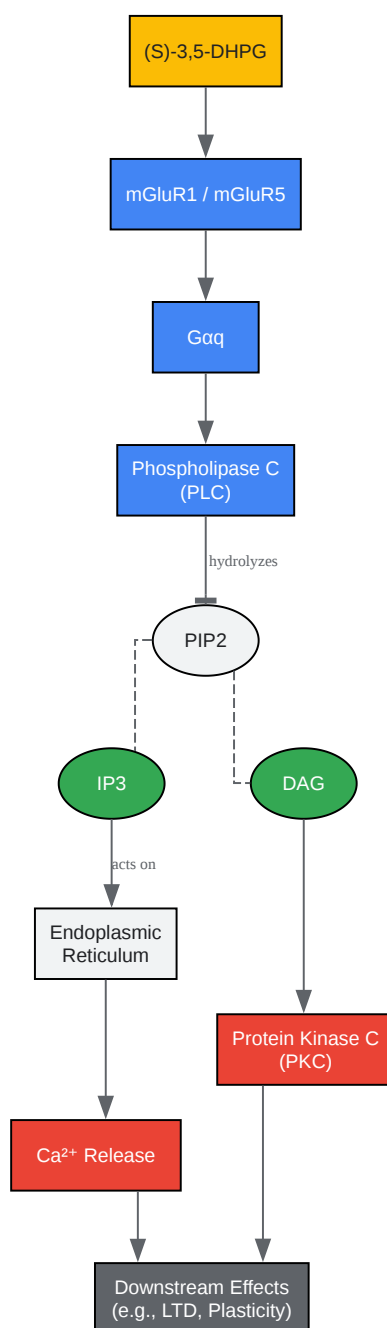 (S)-3,5-DHPG
mGluR1 / mGluR5
Gαq
Phospholipase C
(PLC)
hydrolyzes
PIP2
IP3
DAG
acts on
Endoplasmic
Reticulum
Protein Kinase C
(PKC)
Ca²⁺ Release
Downstream Effects
(e.g., LTD, Plasticity)